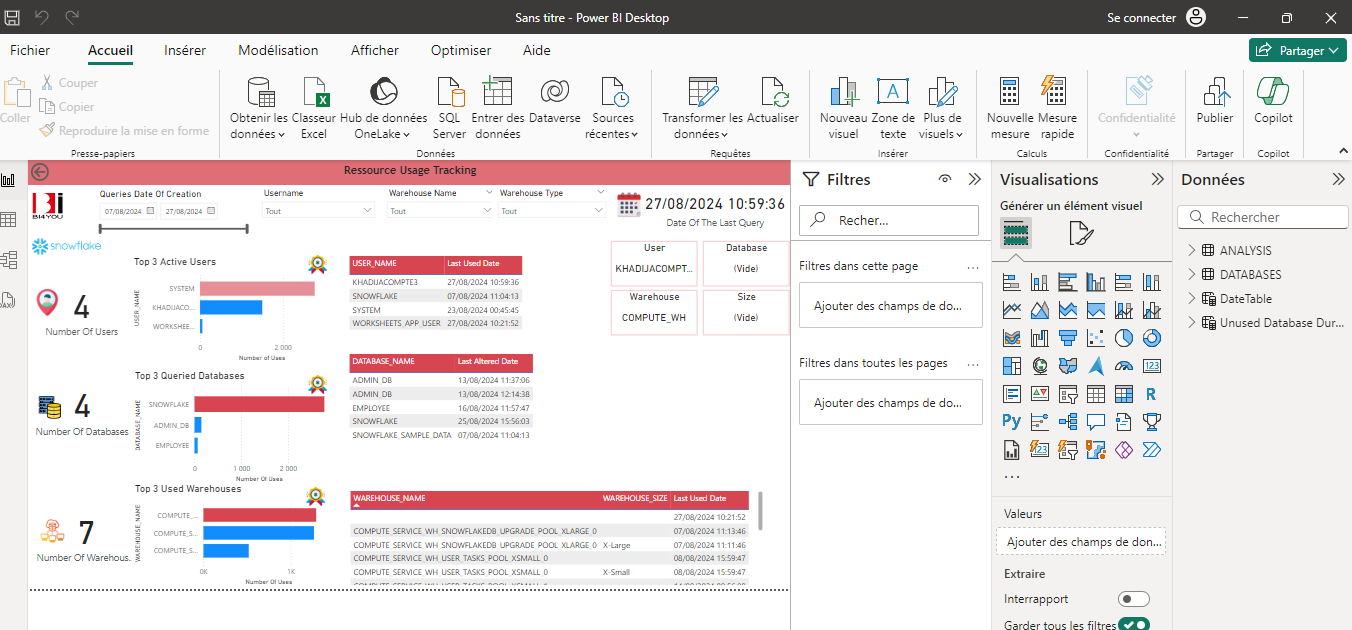 Sans titre - Power BI Desktop
Se connecter
Fichier Accueil Insérer Modélisation Afficher Optimiser Aide
Partager
Coller
Couper
Copier
Reproduire la mise en forme
Presse-papiers
Obtenir les données
Classeur Excel
Hub de données OneLake
SQL Server
Entrer des données
Dataverse
Sources récentes
Données
Transformer les données
Actualiser
Requêtes
Nouveau visuel
Zone de texte
Plus de visuels
Insérer
Nouvelle mesure
Mesure rapide
Calculs
Confidentialité
Confidentialité
Publier
Partager
Copilot
Copilot
Ressource Usage Tracking
BI4YOU
snowflake
Queries Date Of Creation
07/08/2024 27/08/2024
Username
Tout
Warehouse Name
Tout
Warehouse Type
Tout
27/08/2024 10:59:36
Date Of The Last Query
User
KHADIJACOMPT...
Database
(Vide)
Warehouse
COMPUTE_WH
Size
(Vide)
4
Number Of Users
Top 3 Active Users
USER_NAME
SYSTEM
KHADIJACO...
WORKSHEE...
0 2 000
Number of Uses
USER_NAME Last Used Date
KHADIJACOMPTE3 27/08/2024 10:59:36
SNOWFLAKE 07/08/2024 11:04:13
SYSTEM 23/08/2024 00:45:45
WORKSHEETS_APP_USER 27/08/2024 10:21:52
4
Number Of Databases
Top 3 Queried Databases
DATABASE_NAME
SNOWFLAKE
ADMIN_DB
EMPLOYEE
0 1 000 2 000
Number Of Uses
DATABASE_NAME Last Altered Date
ADMIN_DB 13/08/2024 11:37:06
ADMIN_DB 13/08/2024 12:14:38
EMPLOYEE 16/08/2024 11:57:47
SNOWFLAKE 25/08/2024 15:56:03
SNOWFLAKE_SAMPLE_DATA 07/08/2024 11:04:13
7
Number Of Warehous...
Top 3 Used Warehouses
WAREHOUSE_NAME
COMPUTE_...
COMPUTE_S...
COMPUTE_S...
0K 1K
Number Of Uses
WAREHOUSE_NAME WAREHOUSE_SIZE Last Used Date
27/08/2024 10:21:52
COMPUTE_SERVICE_WH_SNOWFLAKEDB_UPGRADE_POOL_XLARGE_0 07/08/2024 11:13:46
COMPUTE_SERVICE_WH_SNOWFLAKEDB_UPGRADE_POOL_XLARGE_0 X-Large 07/08/2024 11:11:46
COMPUTE_SERVICE_WH_USER_TASKS_POOL_XSMALL_0 08/08/2024 15:59:47
COMPUTE_SERVICE_WH_USER_TASKS_POOL_XSMALL_0 X-Small 08/08/2024 15:59:47
Filtres
Recher...
Filtres dans cette page ...
Ajouter des champs de do...
Filtres dans toutes les pages ...
Ajouter des champs de do...
Visualisations
Générer un élément visuel
123
R
Py
123
...
Valeurs
Ajouter des champs de don...
Extraire
Interrapport
Garder tous les filtres
Données
Rechercher
ANALYSIS
DATABASES
DateTable
Unused Database Dur...